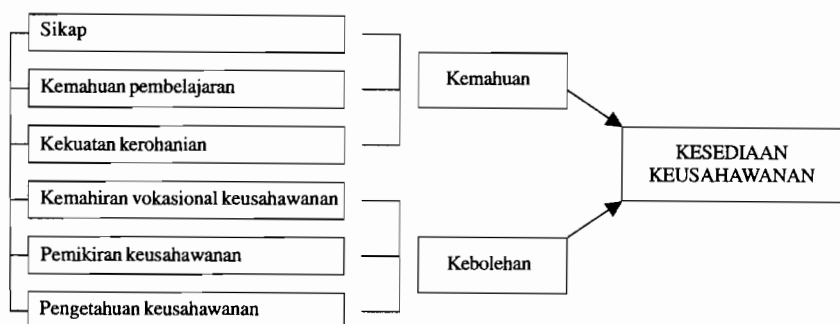 Sikap
Kemahuan pembelajaran
Kekuatan kerohanian
Kemahiran vokasional keusahawanan
Pemikiran keusahawanan
Pengetahuan keusahawanan
Kemahuan
Kebolehan
KESEDIAAN
KEUSAHAWANAN